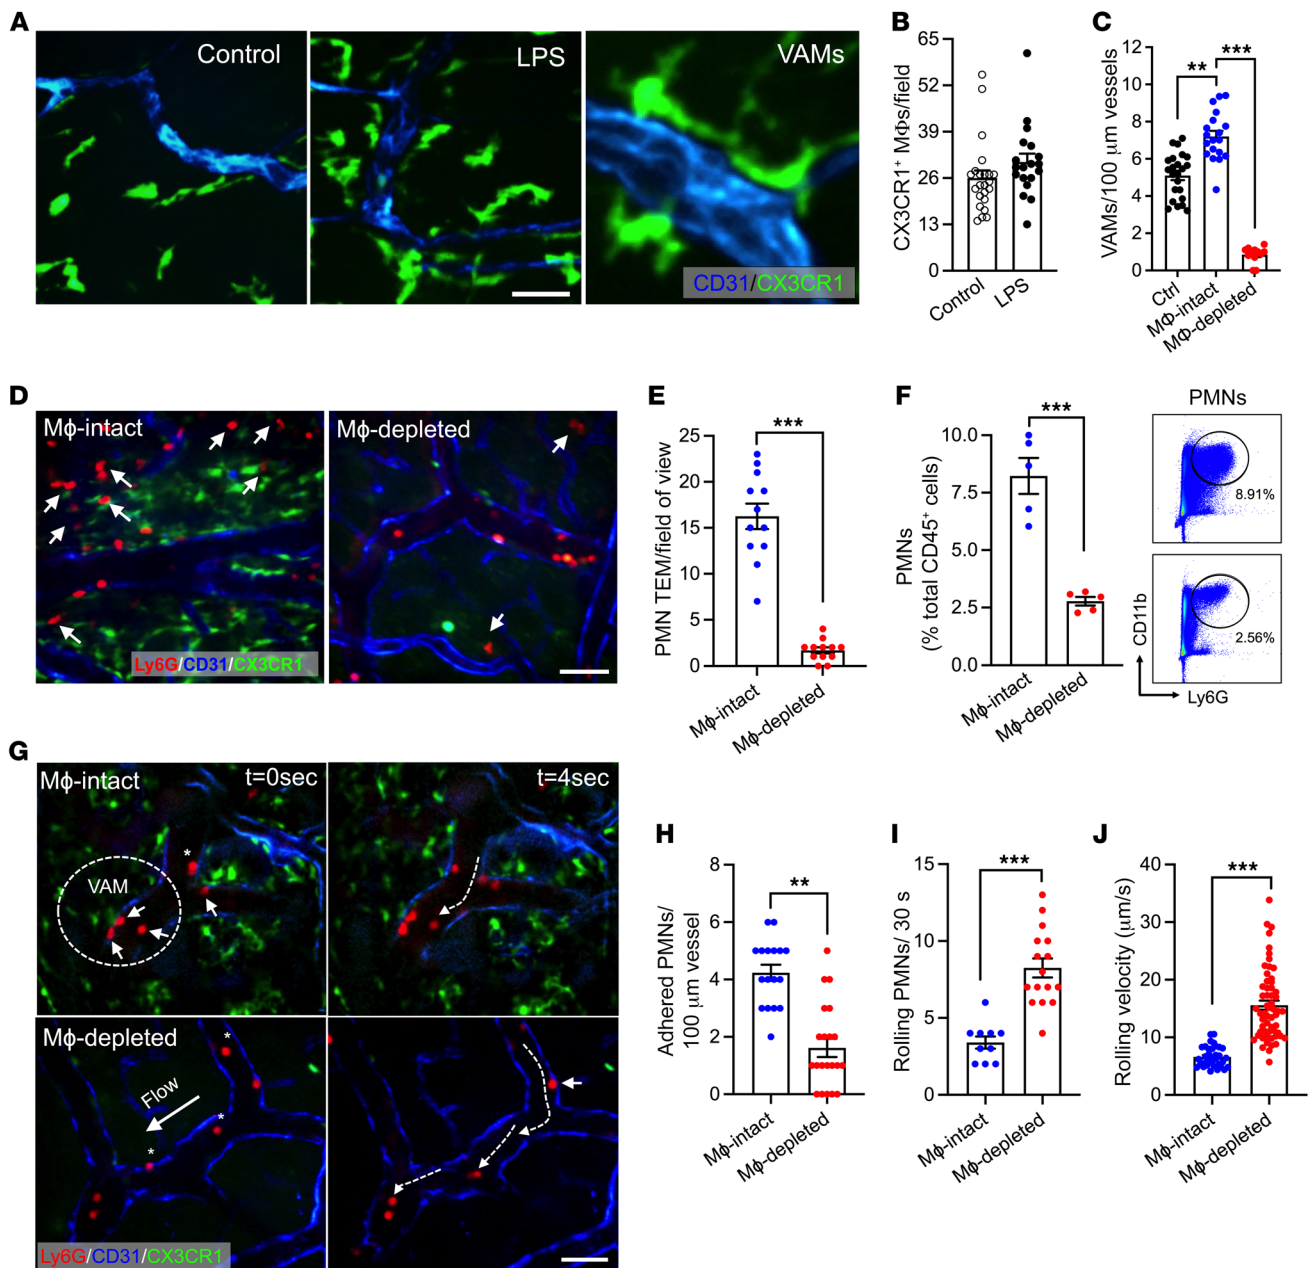 A
Control
LPS
VAMs
CD31/CX3CR1
B
CX3CR1⁺ MΦs/field
65
52
39
26
13
0
Control
LPS
C
VAMs/100 μm vessels
12
10
8
6
4
2
0
**
***
Ctrl
MΦ-intact
MΦ-depleted
D
Mϕ-intact
Mϕ-depleted
Ly6G/CD31/CX3CR1
E
PMN TEM/field of view
25
20
15
10
5
0
***
Mϕ-intact
Mϕ-depleted
F
PMNs
(% total CD45⁺ cells)
10.0
7.5
5.0
2.5
0.0
***
Mϕ-intact
Mϕ-depleted
PMNs
8.91%
2.56%
CD11b
Ly6G
G
Mϕ-intact
t=0sec
t=4sec
VAM
*
Mϕ-depleted
Flow
*
*
*
Ly6G/CD31/CX3CR1
H
Adhered PMNs/
100 μm vessel
8
6
4
2
0
**
Mϕ-intact
Mϕ-depleted
I
Rolling PMNs/ 30 s
15
10
5
0
***
Mϕ-intact
Mϕ-depleted
J
Rolling velocity (μm/s)
40
30
20
10
0
***
Mϕ-intact
Mϕ-depleted